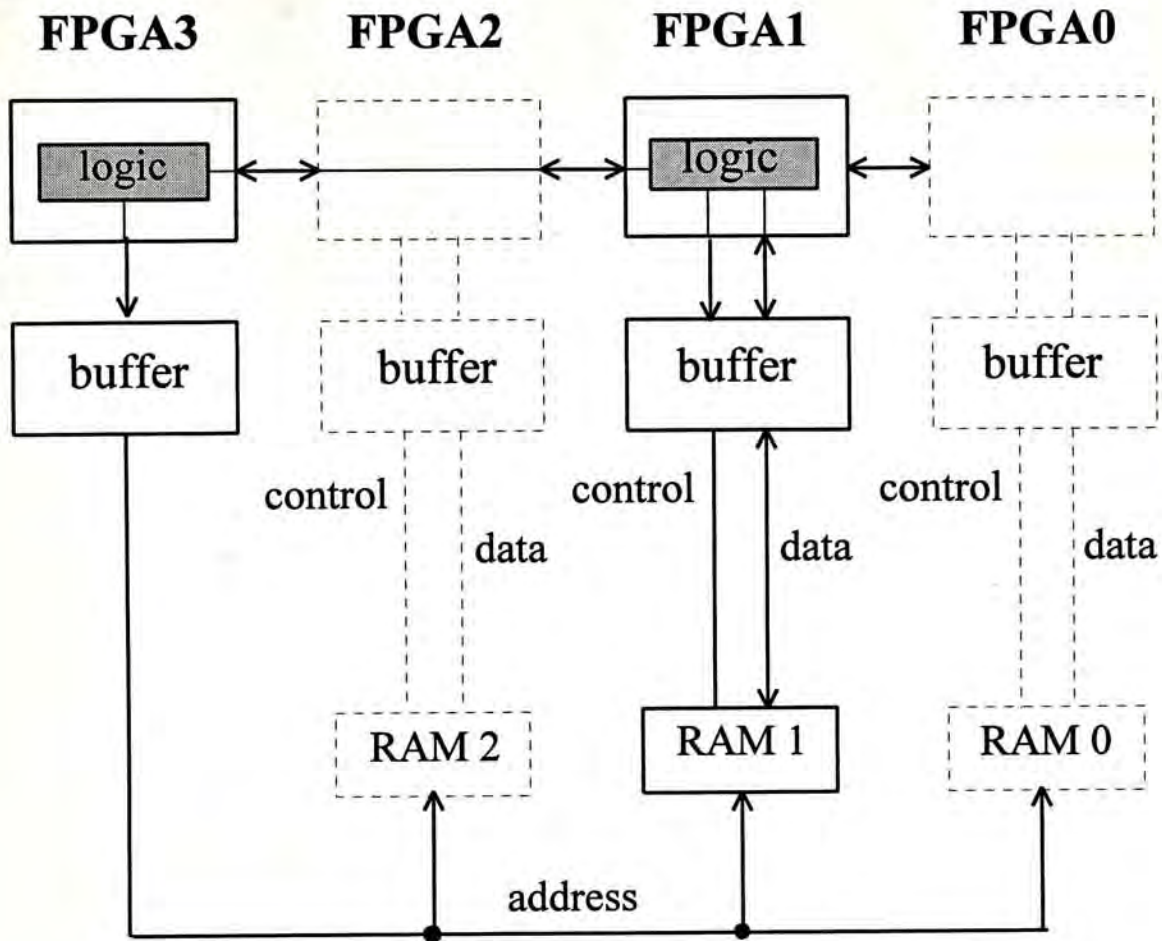 FPGA3 FPGA2 FPGA1 FPGA0
logic logic
buffer buffer buffer buffer
control control control
data data data
RAM 2 RAM 1 RAM 0
address